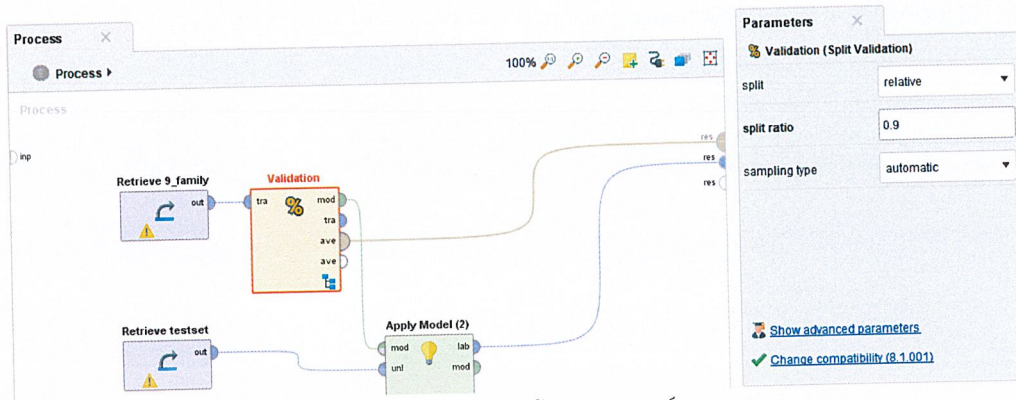 Process
Parameters
100%
Process
Validation (Split Validation)
split
relative
split ratio
0.9
sampling type
automatic
Process
inp
res
res
res
Retrieve 9_family
out
Validation
tra
mod
tra
ave
ave
Retrieve testset
out
Apply Model (2)
mod
unl
lab
mod
Show advanced parameters
Change compatibility (8.1.001)